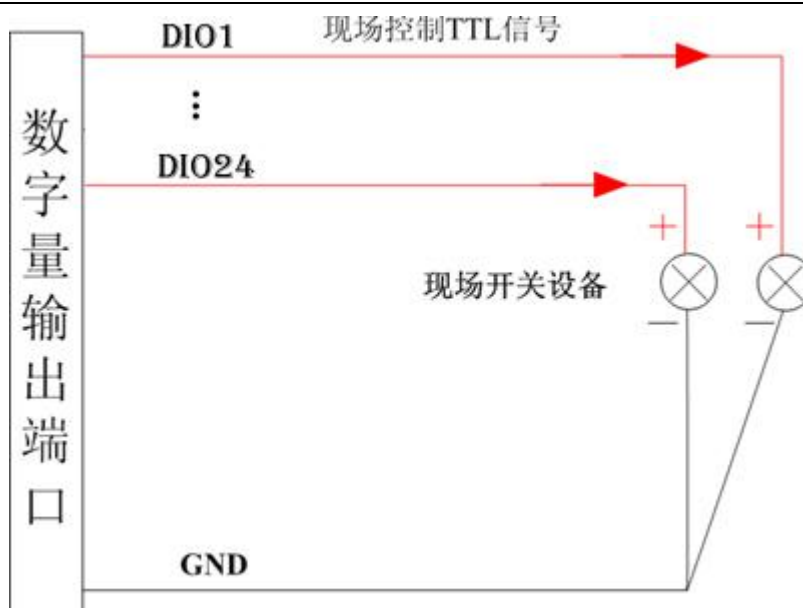 DIO1
现场控制TTL信号
⋮
DIO24
数字量输出端口
+
+
现场开关设备
—
—
GND